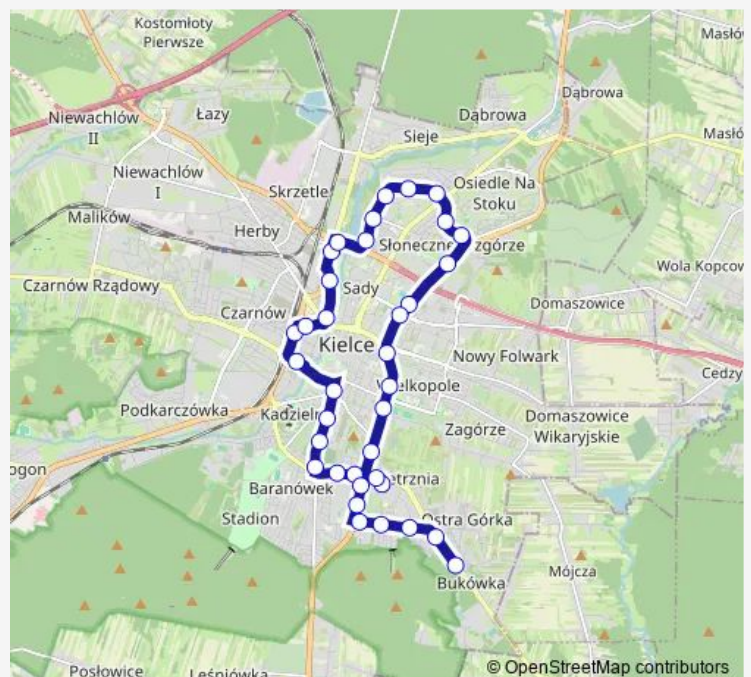 Kostomłoty
Pierwsze
Masłó
Niewachlów
II
Łazy
Dąbrowa
Dąbrowa
Sieje
Masłó
Niewachlów
I
Skrzetle
Osiedle Na
Stoku
Malików
Herby
Słoneczne
zgórze
Wola Kopcow
Czarnów Rządowy
Sady
Czarnów
Domaszowice
Kielce
Nowy Folwark
Cedzy
Podkarczówka
Kadzieln
elkopole
Domaszowice
Wikaryjskie
Zagórze
ogon
Baranówek
etrznia
Stadion
Ostra Górka
Mójcza
Bukówka
Posłowice
Leśniówka
© OpenStreetMap contributors